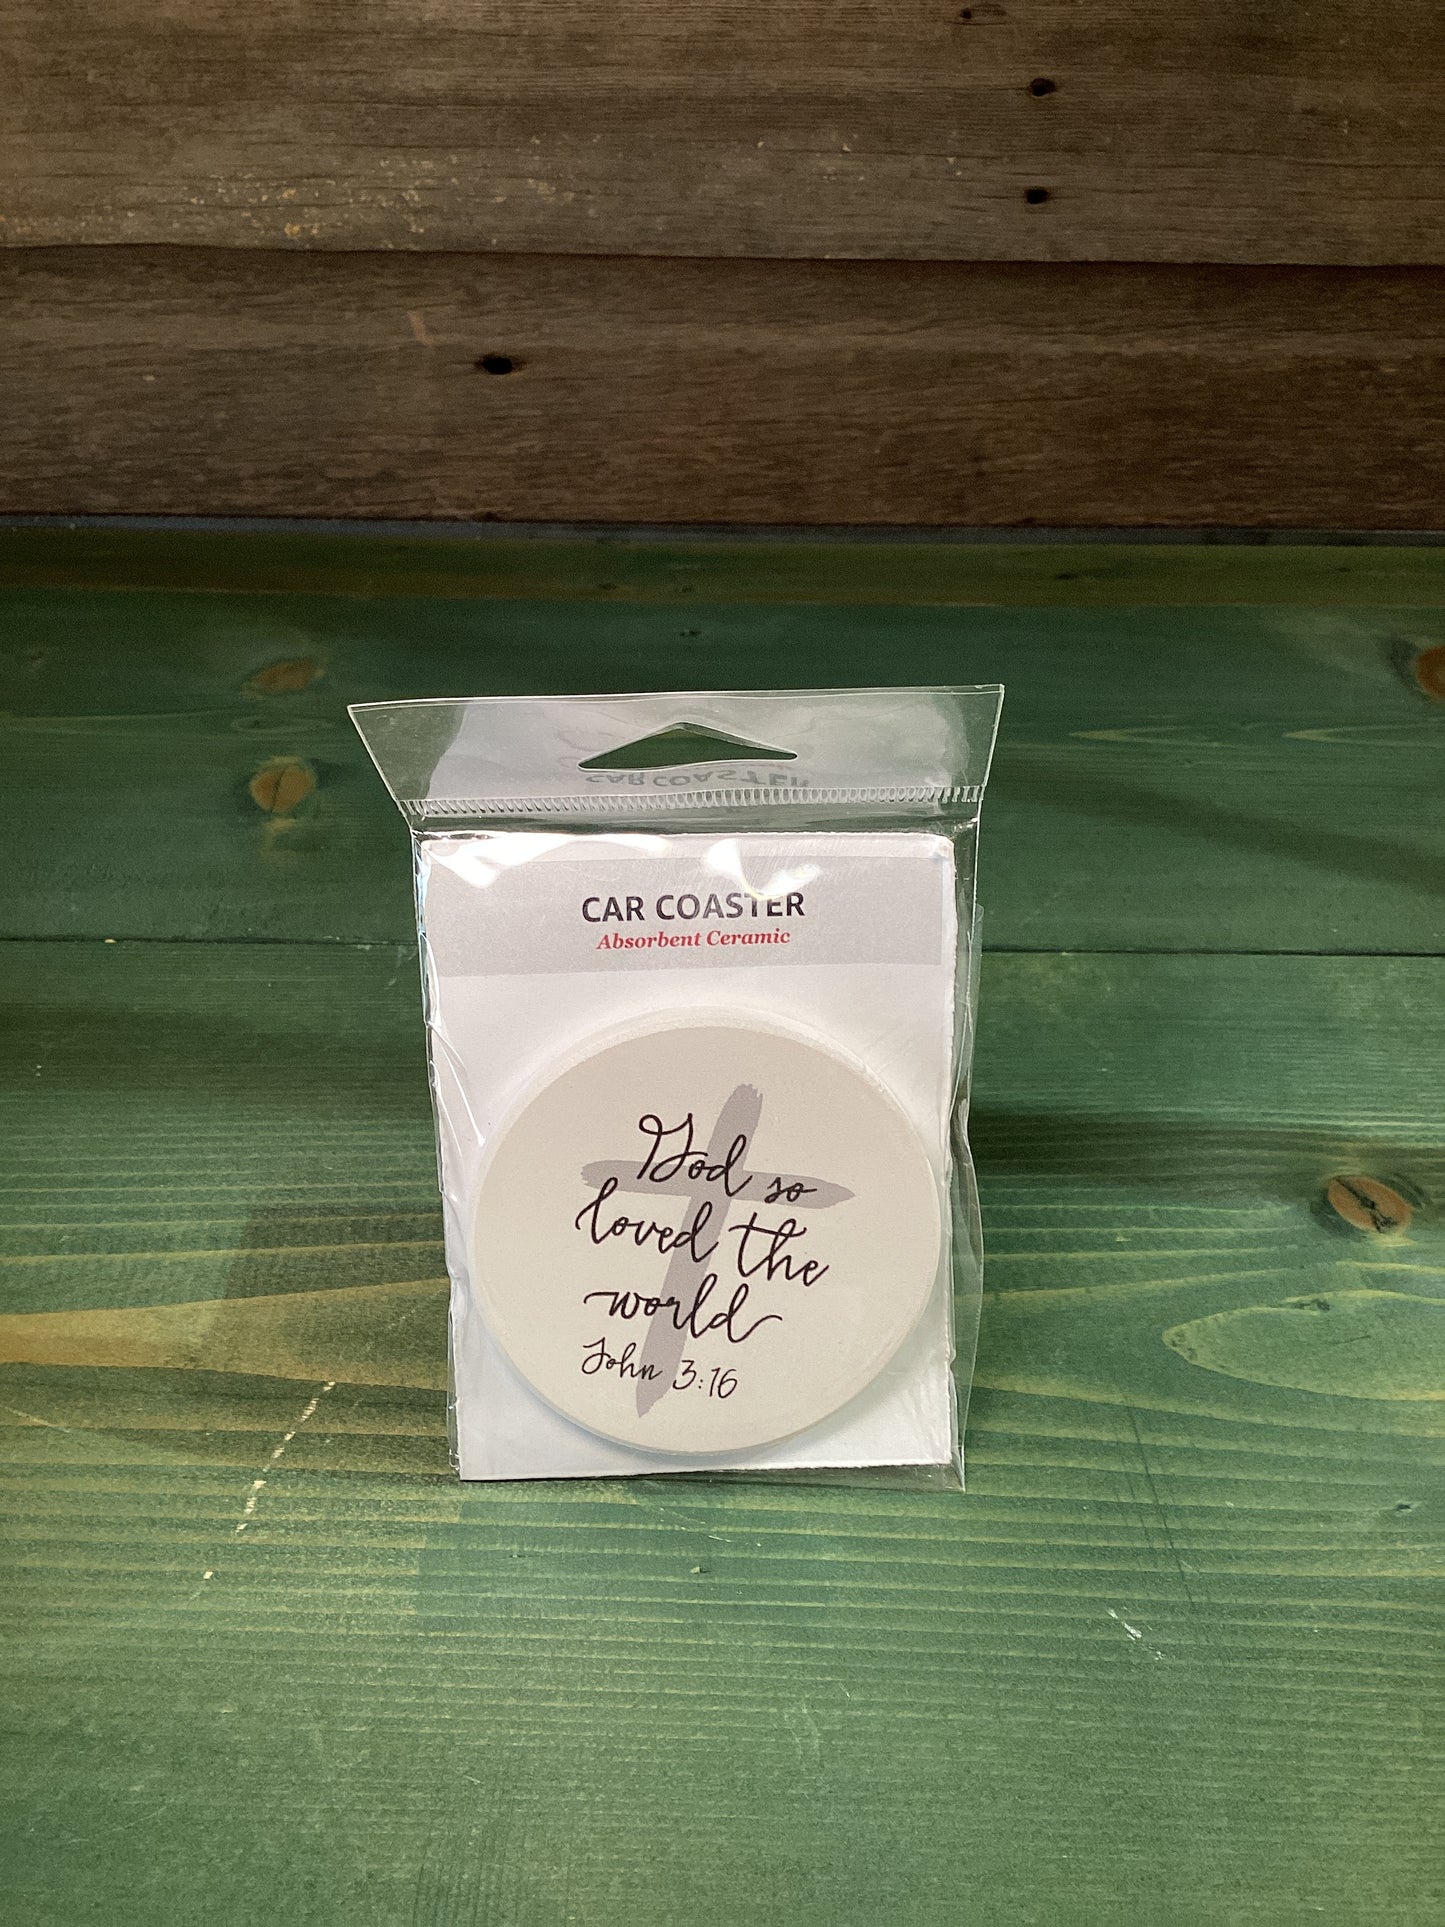 CAR COASTER
Absorbent Ceramic
God so
loved the
world
John 3:16